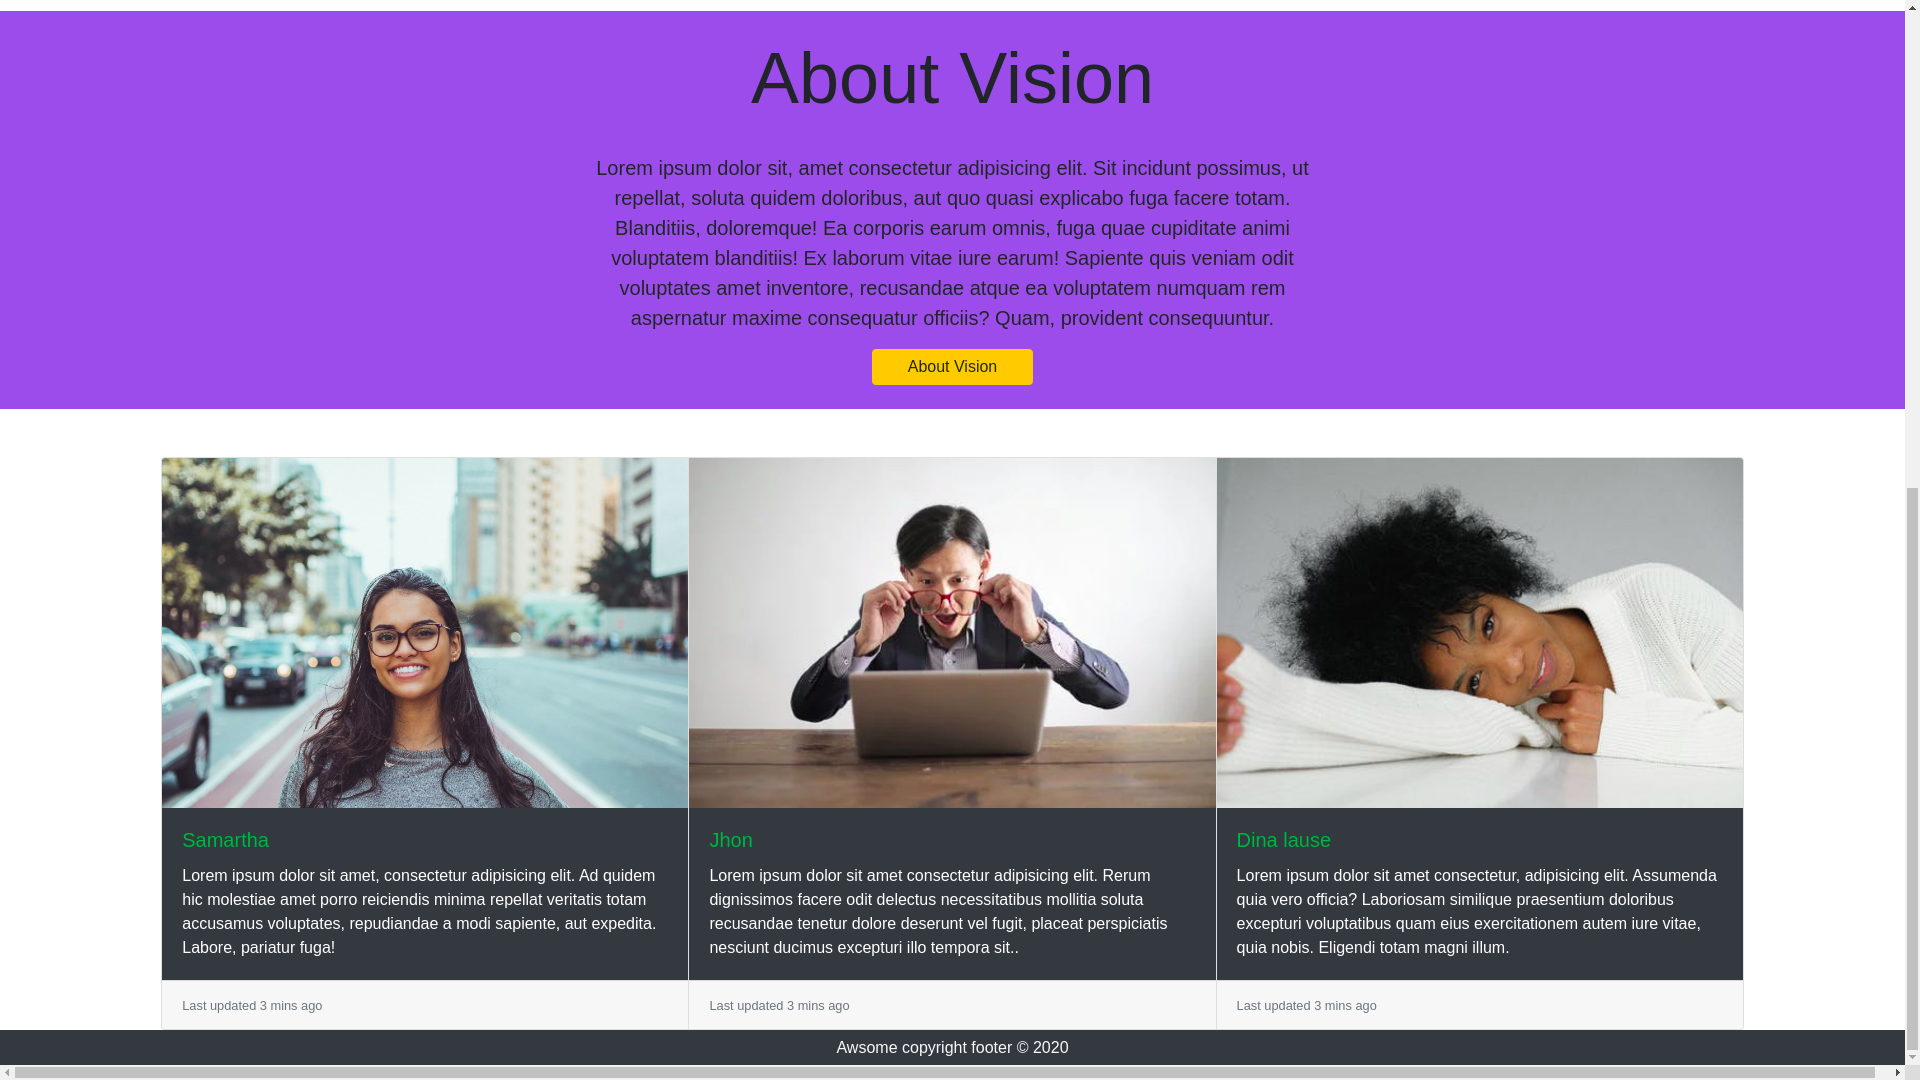 About Vision
Lorem ipsum dolor sit, amet consectetur adipisicing elit. Sit incidunt possimus, ut
repellat, soluta quidem doloribus, aut quo quasi explicabo fuga facere totam.
Blanditiis, doloremque! Ea corporis earum omnis, fuga quae cupiditate animi
voluptatem blanditiis! Ex laborum vitae iure earum! Sapiente quis veniam odit
voluptates amet inventore, recusandae atque ea voluptatem numquam rem
aspernatur maxime consequatur officiis? Quam, provident consequuntur.
About Vision
Samartha
Lorem ipsum dolor sit amet, consectetur adipisicing elit. Ad quidem
hic molestiae amet porro reiciendis minima repellat veritatis totam
accusamus voluptates, repudiandae a modi sapiente, aut expedita.
Labore, pariatur fuga!
Last updated 3 mins ago
Jhon
Lorem ipsum dolor sit amet consectetur adipisicing elit. Rerum
dignissimos facere odit delectus necessitatibus mollitia soluta
recusandae tenetur dolore deserunt vel fugit, placeat perspiciatis
nesciunt ducimus excepturi illo tempora sit..
Last updated 3 mins ago
Dina lause
Lorem ipsum dolor sit amet consectetur, adipisicing elit. Assumenda
quia vero officia? Laboriosam similique praesentium doloribus
excepturi voluptatibus quam eius exercitationem autem iure vitae,
quia nobis. Eligendi totam magni illum.
Last updated 3 mins ago
Awsome copyright footer © 2020